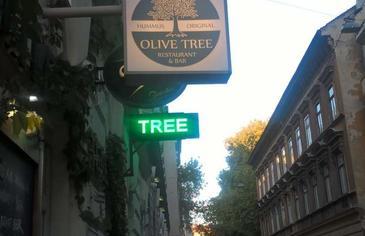 HUMMUS ORIGINAL
OLIVE TREE
RESTAURANT
& BAR
TREE